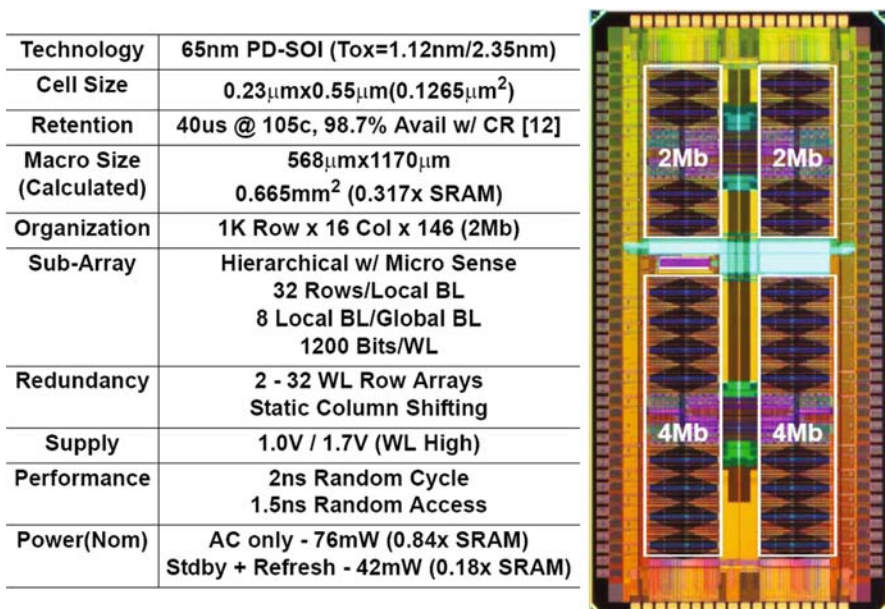 Technology 65nm PD-SOI (Tox=1.12nm/2.35nm)
Cell Size 0.23μmx0.55μm(0.1265μm²)
Retention 40us @ 105c, 98.7% Avail w/ CR [12]
Macro Size 568μmx1170μm
(Calculated) 0.665mm² (0.317x SRAM)
Organization 1K Row x 16 Col x 146 (2Mb)
Sub-Array Hierarchical w/ Micro Sense
32 Rows/Local BL
8 Local BL/Global BL
1200 Bits/WL
Redundancy 2 - 32 WL Row Arrays
Static Column Shifting
Supply 1.0V / 1.7V (WL High)
Performance 2ns Random Cycle
1.5ns Random Access
Power(Nom) AC only - 76mW (0.84x SRAM)
Stdby + Refresh - 42mW (0.18x SRAM)
2Mb 2Mb
4Mb 4Mb